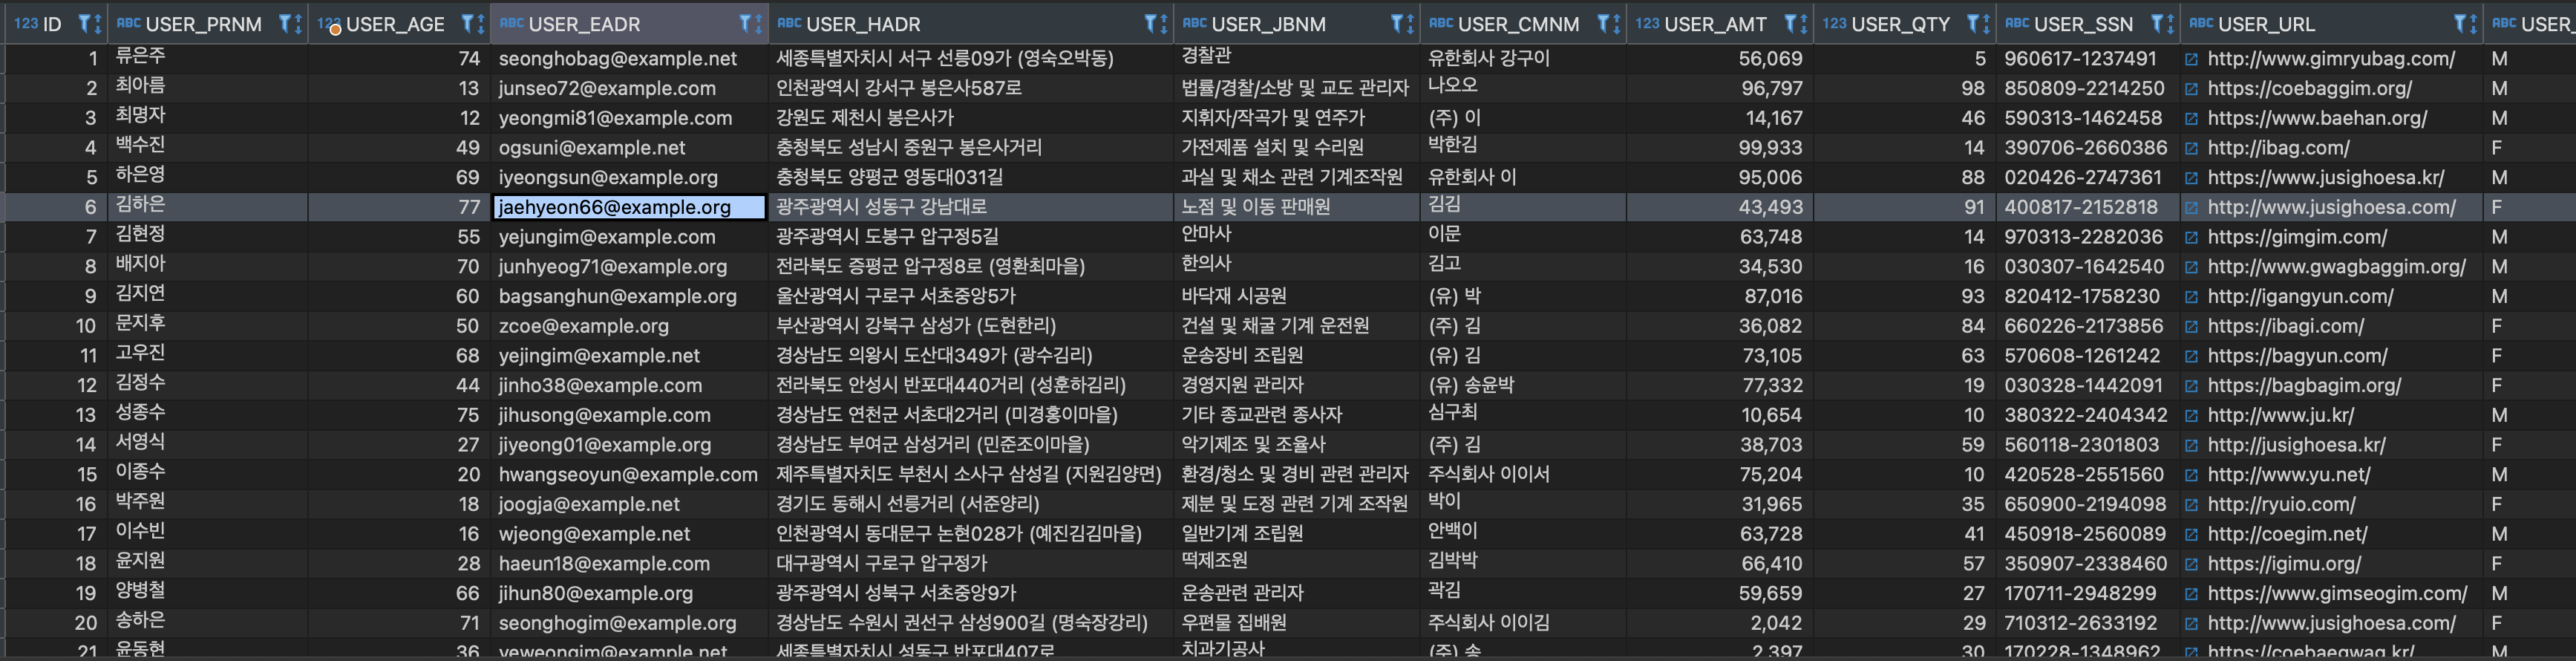 123 ID ABC USER_PRNM 123 USER_AGE ABC USER_EADR ABC USER_HADR ABC USER_JBNM ABC USER_CMNM 123 USER_AMT 123 USER_QTY ABC USER_SSN ABC USER_URL ABC USER_
1 류은주 74 seonghobag@example.net 세종특별자치시 서구 선릉09가 (영숙오박동) 경찰관 유한회사 강구이 56,069 5 960617-1237491 http://www.gimryubag.com/ M
2 최아름 13 junseo72@example.com 인천광역시 강서구 봉은사587로 법률/경찰/소방 및 교도 관리자 나오오 96,797 98 850809-2214250 https://coebaggim.org/ M
3 최명자 12 yeongmi81@example.com 강원도 제천시 봉은사가 지휘자/작곡가 및 연주가 (주) 이 14,167 46 590313-1462458 https://www.baehan.org/ M
4 백수진 49 ogsuni@example.net 충청북도 성남시 중원구 봉은사거리 가전제품 설치 및 수리원 박한김 99,933 14 390706-2660386 http://ibag.com/ F
5 하은영 69 iyeongsun@example.org 충청북도 양평군 영동대031길 과실 및 채소 관련 기계조작원 유한회사 이 95,006 88 020426-2747361 http://www.jusighoesa.kr/ M
6 김하은 77 jaehyeon66@example.org 광주광역시 성동구 강남대로 노점 및 이동 판매원 김김 43,493 91 400817-2152818 http://www.jusighoesa.com/ F
7 김현정 55 yejungim@example.com 광주광역시 도봉구 압구정5길 안마사 이문 63,748 14 970313-2282036 https://gimgim.com/ M
8 배지아 70 junhyeog71@example.org 전라북도 증평군 압구정8로 (영환최마을) 한의사 김고 34,530 16 030307-1642540 http://www.gwagbaggim.org/ M
9 김지연 60 bagsanghun@example.org 울산광역시 구로구 서초중앙5가 바닥재 시공원 (유) 박 87,016 93 820412-1758230 http://igangyun.com/ M
10 문지후 50 zcoe@example.org 부산광역시 강북구 삼성가 (도현한리) 건설 및 채굴 기계 운전원 (주) 김 36,082 84 660226-2173856 https://ibagi.com/ F
11 고우진 68 yejingim@example.net 경상남도 의왕시 도산대349가 (광수김리) 운송장비 조립원 (유) 김 73,105 63 570608-1261242 https://bagyun.com/ F
12 김정수 44 jinho38@example.com 전라북도 안성시 반포대440거리 (성훈하김리) 경영지원 관리자 (유) 송윤박 77,332 19 030328-1442091 https://bagbagim.org/ F
13 성종수 75 jihusong@example.com 경상남도 연천군 서초대2거리 (미경홍이마을) 기타 종교관련 종사자 심구최 10,654 10 380322-2404342 http://www.ju.kr/ M
14 서영식 27 jiyeong01@example.org 경상남도 부여군 삼성거리 (민준조이마을) 악기제조 및 조율사 (주) 김 38,703 59 560118-2301803 http://jusighoesa.kr/ F
15 이종수 20 hwangseoyun@example.com 제주특별자치도 부천시 소사구 삼성길 (지원김양면) 환경/청소 및 경비 관련 관리자 주식회사 이이서 75,204 10 420528-2551560 http://www.yu.net/ M
16 박주원 18 joogja@example.net 경기도 동해시 선릉거리 (서준양리) 제분 및 도정 관련 기계 조작원 박이 31,965 35 650900-2194098 http://ryuio.com/ F
17 이수빈 16 wjeong@example.net 인천광역시 동대문구 논현028가 (예진김김마을) 일반기계 조립원 안백이 63,728 41 450918-2560089 http://coegim.net/ M
18 윤지원 28 haeun18@example.com 대구광역시 구로구 압구정가 떡제조원 김박박 66,410 57 350907-2338460 https://igimu.org/ F
19 양병철 66 jihun80@example.org 광주광역시 성북구 서초중앙9가 운송관련 관리자 곽김 59,659 27 170711-2948299 https://www.gimseogim.com/ M
20 송하은 71 seonghogim@example.org 경상남도 수원시 권선구 삼성900길 (명숙장강리) 우편물 집배원 주식회사 이이김 2,042 29 710312-2633192 http://www.jusighoesa.com/ F
21 윤동현 36 yeweongim@example.net 세종특별자치시 성동구 반포대407로 치과기공사 (주) 송 2,397 30 170228-1348962 https://coebaegwag.kr/ M